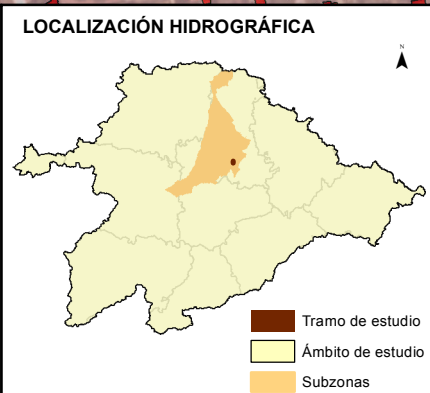 LOCALIZACIÓN HIDROGRÁFICA
N
Tramo de estudio
Ámbito de estudio
Subzonas